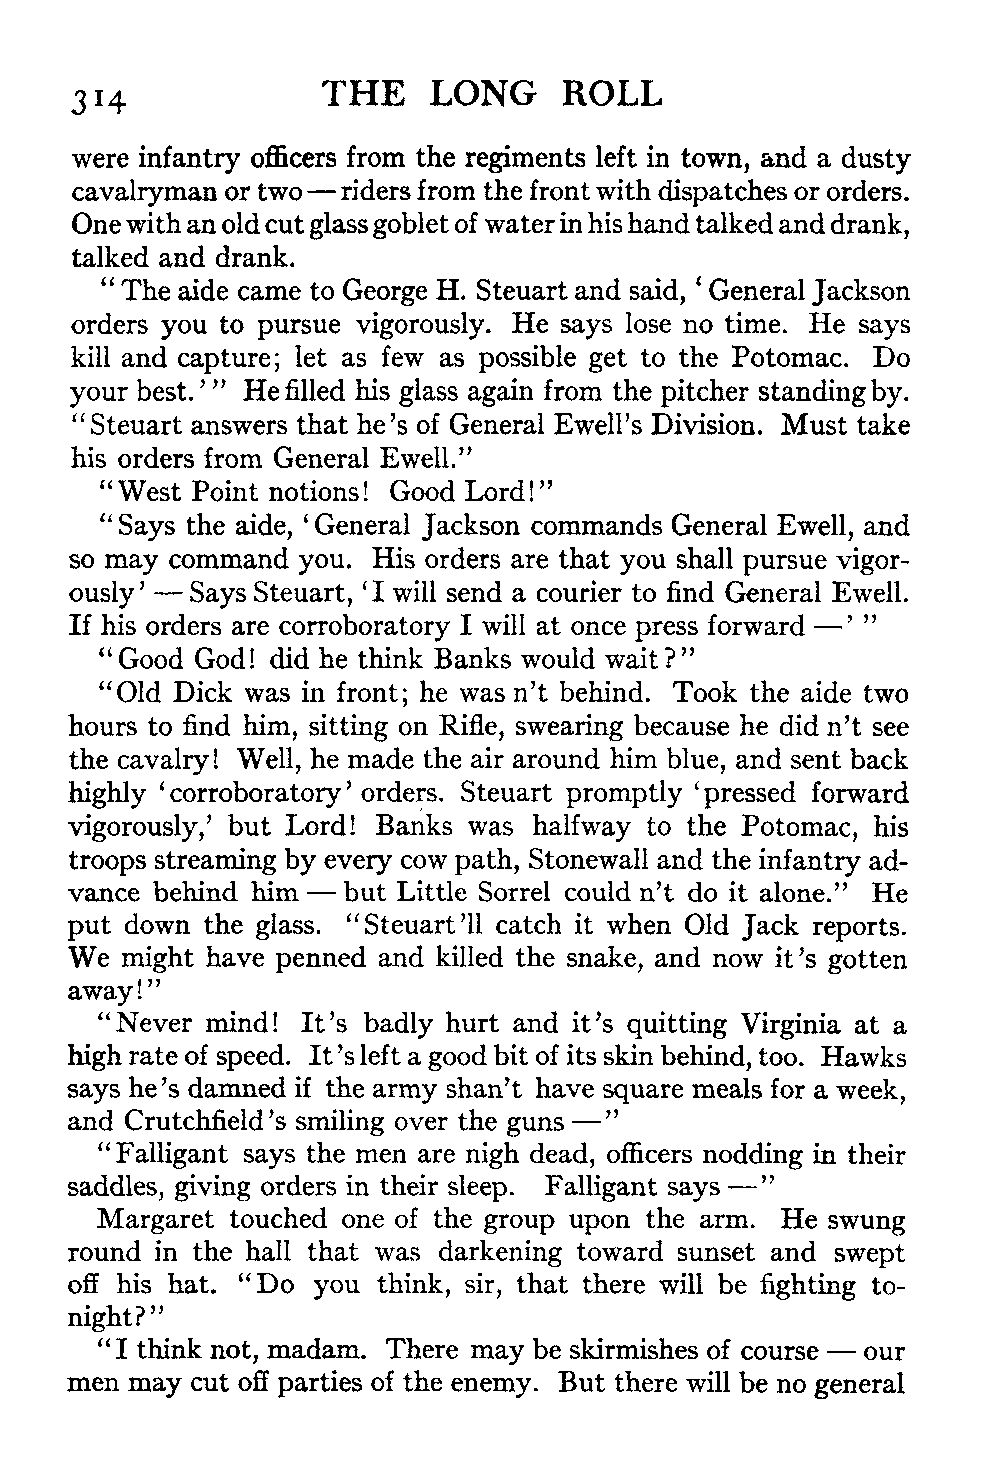 314 THE LONG ROLL
were infantry officers from the regiments left in town, and a dusty
cavalryman or two — riders from the front with dispatches or orders.
One with an old cut glass goblet of water in his hand talked and drank,
talked and drank.
"The aide came to George H. Steuart and said, 'General Jackson
orders you to pursue vigorously. He says lose no time. He says
kill and capture; let as few as possible get to the Potomac. Do
your best.'" He filled his glass again from the pitcher standing by.
"Steuart answers that he's of General Ewell's Division. Must take
his orders from General Ewell."
"West Point notions! Good Lord!"
"Says the aide, 'General Jackson commands General Ewell, and
so may command you. His orders are that you shall pursue vigor-
ously' — Says Steuart, 'I will send a courier to find General Ewell.
If his orders are corroboratory I will at once press forward —' "
"Good God! did he think Banks would wait?"
"Old Dick was in front; he was n't behind. Took the aide two
hours to find him, sitting on Rifle, swearing because he did n't see
the cavalry! Well, he made the air around him blue, and sent back
highly 'corroboratory' orders. Steuart promptly 'pressed forward
vigorously,' but Lord! Banks was halfway to the Potomac, his
troops streaming by every cow path, Stonewall and the infantry ad-
vance behind him — but Little Sorrel could n't do it alone." He
put down the glass. "Steuart'll catch it when Old Jack reports.
We might have penned and killed the snake, and now it's gotten
away!"
"Never mind! It's badly hurt and it's quitting Virginia at a
high rate of speed. It's left a good bit of its skin behind, too. Hawks
says he's damned if the army shan't have square meals for a week,
and Crutchfield's smiling over the guns —"
"Falligant says the men are nigh dead, officers nodding in their
saddles, giving orders in their sleep. Falligant says —"
Margaret touched one of the group upon the arm. He swung
round in the hall that was darkening toward sunset and swept
off his hat. "Do you think, sir, that there will be fighting to-
night?"
"I think not, madam. There may be skirmishes of course — our
men may cut off parties of the enemy. But there will be no general